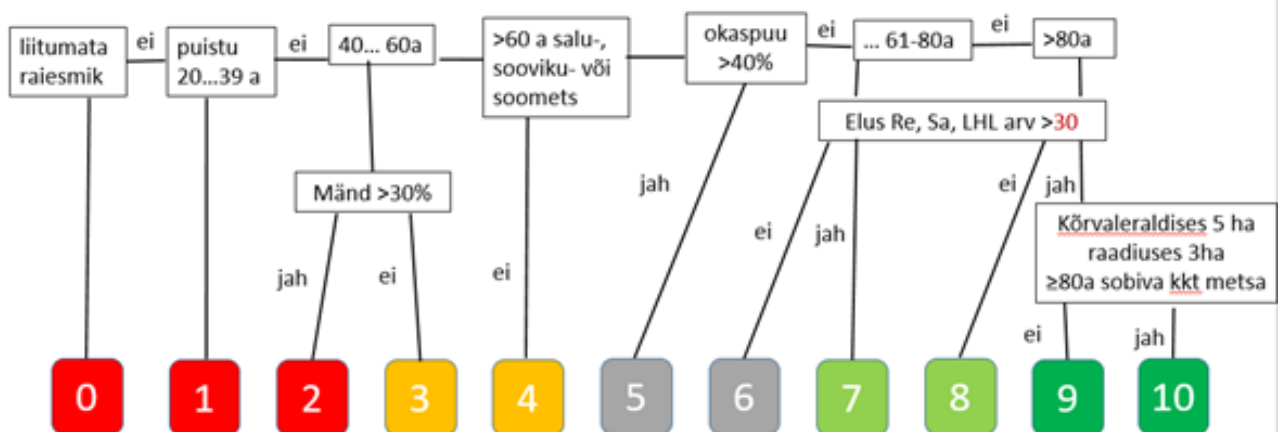 liitumata
raiesmik
ei
puistu
20...39 a
ei
40... 60a
>60 a salu-,
sooviku- või
soomets
okaspuu
>40%
ei
... 61-80a
ei
>80a
Elus Re, Sa, LHL arv >30
Mänd >30%
jah
ei
ei
jah
ei
jah
ei
jah
Kõrvaleraldises 5 ha
raadiuses 3ha
≥80a sobiva kkt metsa
ei
jah
0
1
2
3
4
5
6
7
8
9
10